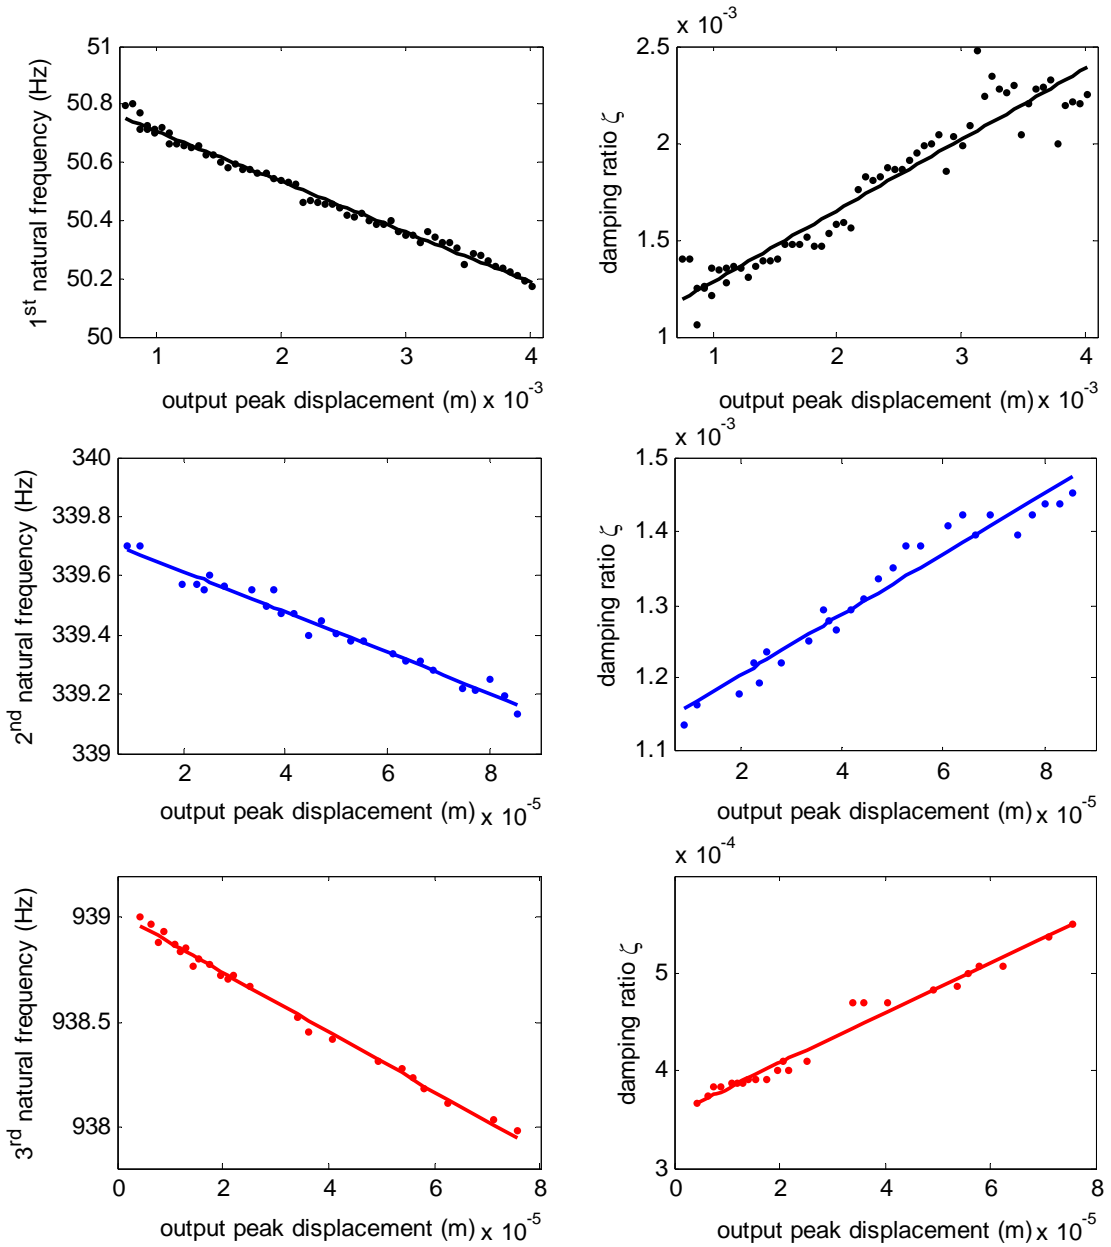 51
50.8
50.6
50.4
50.2
50
1st natural frequency (Hz)
1 2 3 4
output peak displacement (m) x 10-3
x 10-3
2.5
2
1.5
1
damping ratio ζ
1 2 3 4
output peak displacement (m) x 10-3
340
339.8
339.6
339.4
339.2
339
2nd natural frequency (Hz)
2 4 6 8
output peak displacement (m) x 10-5
x 10-3
1.5
1.4
1.3
1.2
1.1
damping ratio ζ
2 4 6 8
output peak displacement (m) x 10-5
939
938.5
938
3rd natural frequency (Hz)
0 2 4 6 8
output peak displacement (m) x 10-5
x 10-4
5
4
3
damping ratio ζ
0 2 4 6 8
output peak displacement (m) x 10-5